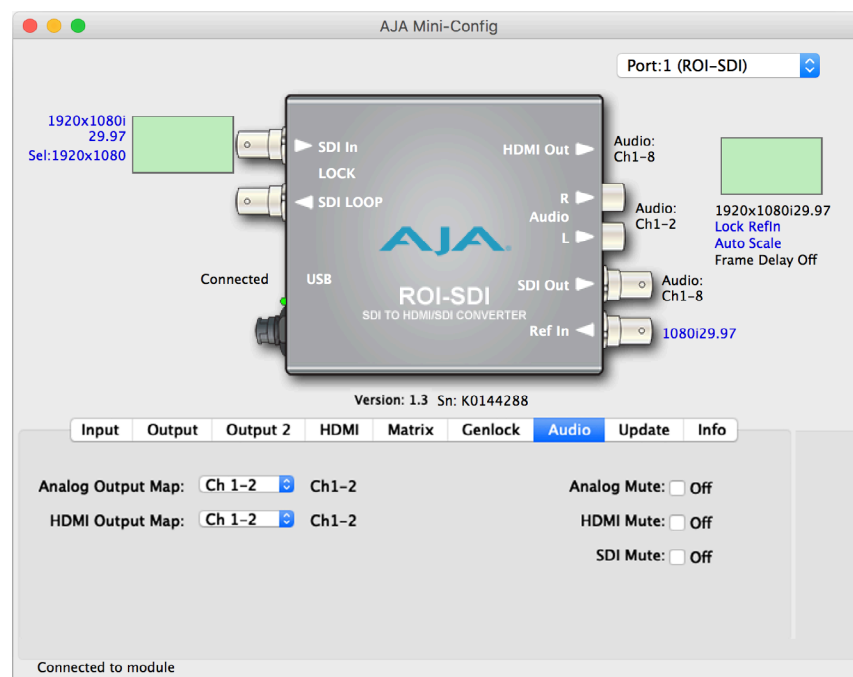 AJA Mini-Config
Port:1 (ROI-SDI)
1920x1080i
29.97
Sel:1920x1080
SDI In
LOCK
SDI LOOP
HDMI Out
Audio:
Ch1-8
R
Audio
L
Audio:
Ch1-2
1920x1080i29.97
Lock RefIn
Auto Scale
Frame Delay Off
AJA
Connected
USB
ROI-SDI
SDI TO HDMI/SDI CONVERTER
SDI Out
Audio:
Ch1-8
Ref In
1080i29.97
Version: 1.3 Sn: K0144288
Input Output Output 2 HDMI Matrix Genlock Audio Update Info
Analog Output Map: Ch 1-2 Ch1-2 Analog Mute: Off
HDMI Output Map: Ch 1-2 Ch1-2 HDMI Mute: Off
SDI Mute: Off
Connected to module